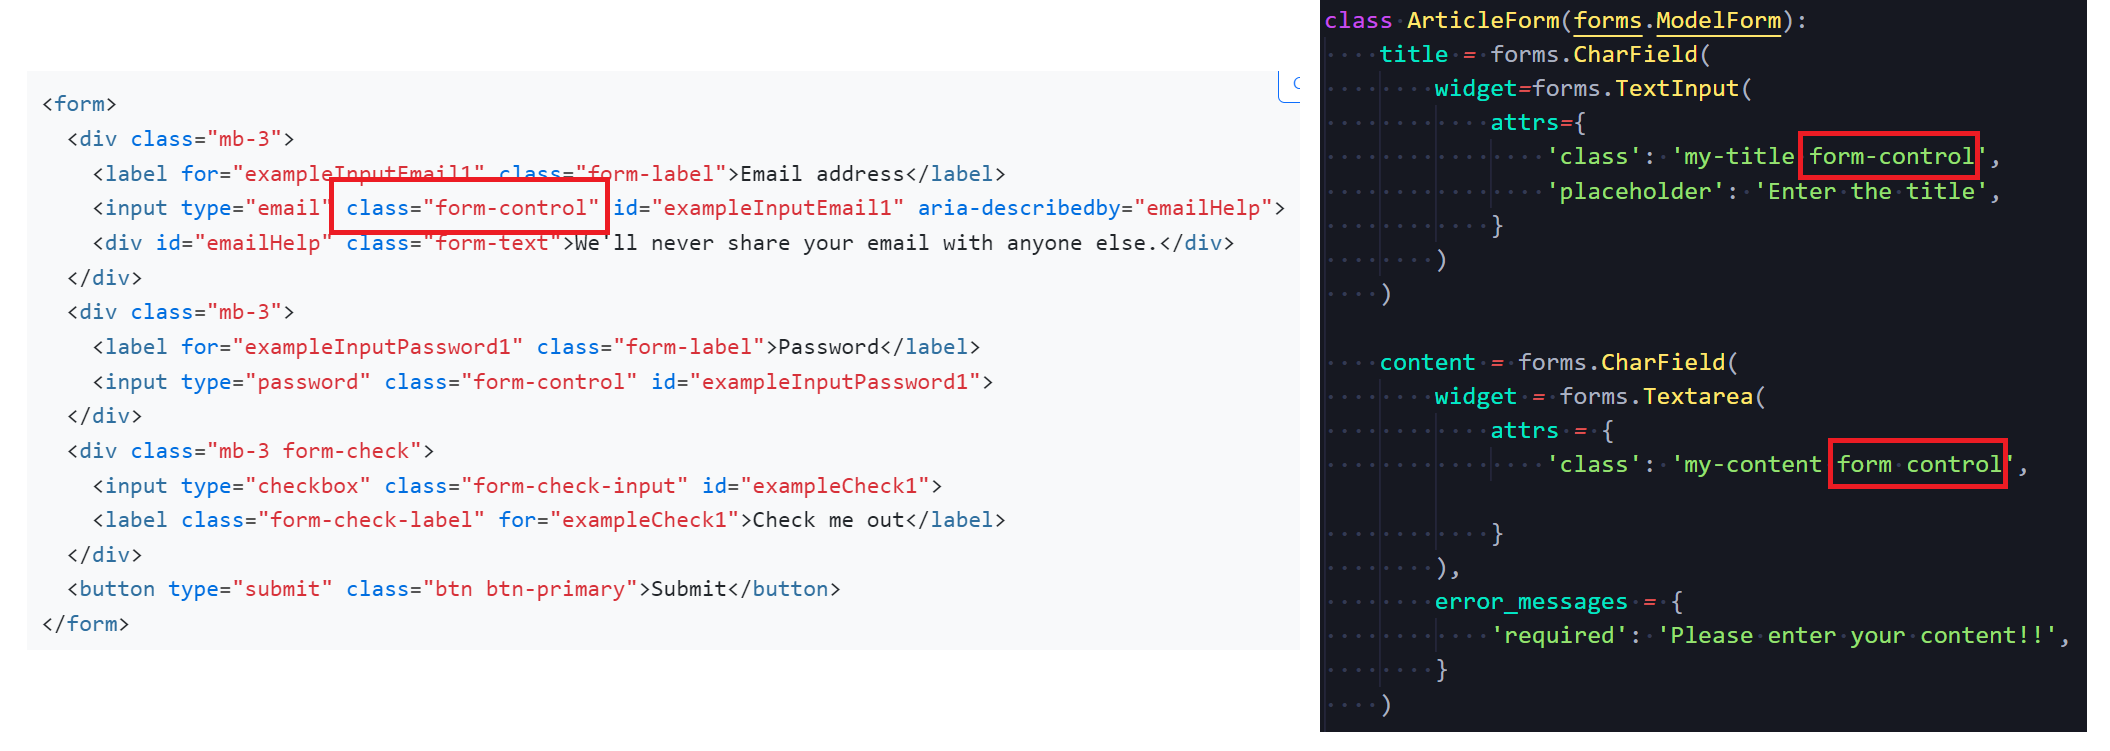 <form>
<div class="mb-3">
<label for="exampleInputEmail1" class="form-label">Email address</label>
<input type="email" class="form-control" id="exampleInputEmail1" aria-describedby="emailHelp">
<div id="emailHelp" class="form-text">We'll never share your email with anyone else.</div>
</div>
<div class="mb-3">
<label for="exampleInputPassword1" class="form-label">Password</label>
<input type="password" class="form-control" id="exampleInputPassword1">
</div>
<div class="mb-3 form-check">
<input type="checkbox" class="form-check-input" id="exampleCheck1">
<label class="form-check-label" for="exampleCheck1">Check me out</label>
</div>
<button type="submit" class="btn btn-primary">Submit</button>
</form>
class ArticleForm(forms.ModelForm):
title = forms.CharField(
widget=forms.TextInput(
attrs={
'class': 'my-title form-control',
'placeholder': 'Enter the title',
}
)
)
content = forms.CharField(
widget = forms.Textarea(
attrs = {
'class': 'my-content form control',
}
),
error_messages = {
'required': 'Please enter your content!!',
}
)